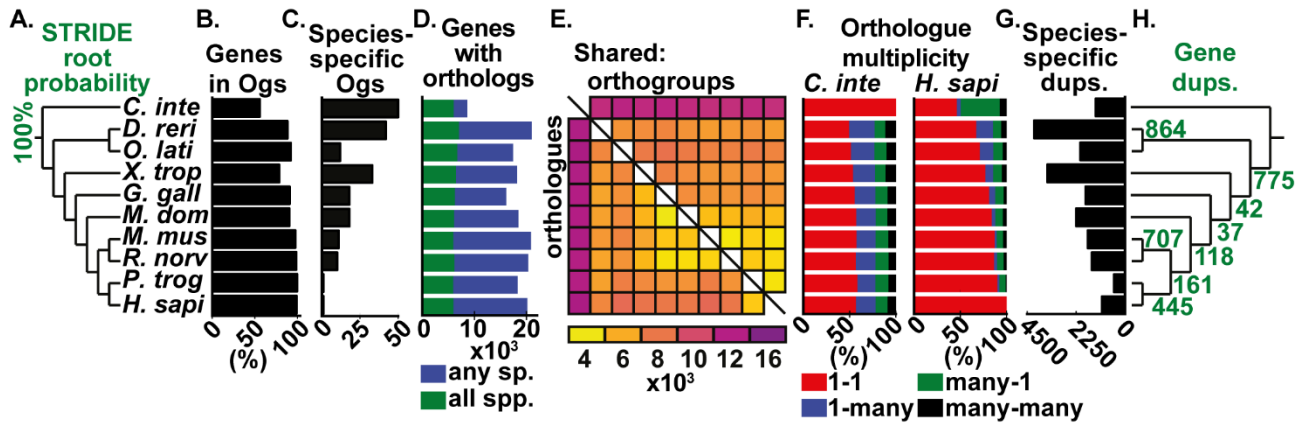 A.
STRIDE
root
probability
100%
C. inte
D. reri
O. lati
X. trop
G. gall
M. dom
M. mus
R. norv
P. trog
H. sapi
B.
Genes
in Ogs
0
50
100
(%)
C.
Species-
specific
Ogs
0
25
50
D.
Genes
with
orthologs
0
10
20
x10³
any sp.
all spp.
E.
Shared:
orthogroups
orthologues
4 6 8 10 12 16
x10³
F.
Orthologue
multiplicity
C. inte H. sapi
0 50 100
(%)
0 50 100
(%)
1-1
1-many
many-1
many-many
G.
Species-
specific
dups.
4500
2250
0
H.
Gene
dups.
864
775
42
37
707
118
161
445